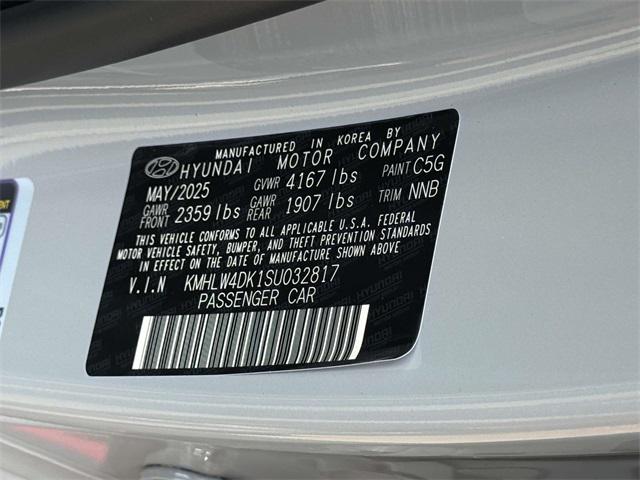 MANUFACTURED IN KOREA BY
HYUNDAI MOTOR COMPANY
MAY/2025 GVWR 4167 lbs PAINT C5G
GAWR FRONT 2359 lbs GAWR REAR 1907 lbs TRIM NNB
THIS VEHICLE CONFORMS TO ALL APPLICABLE U.S.A. FEDERAL
MOTOR VEHICLE SAFETY, BUMPER, AND THEFT PREVENTION STANDARDS
IN EFFECT ON THE DATE OF MANUFACTURE SHOWN ABOVE.
V.I.N KMHLW4DK1SU032817
PASSENGER CAR